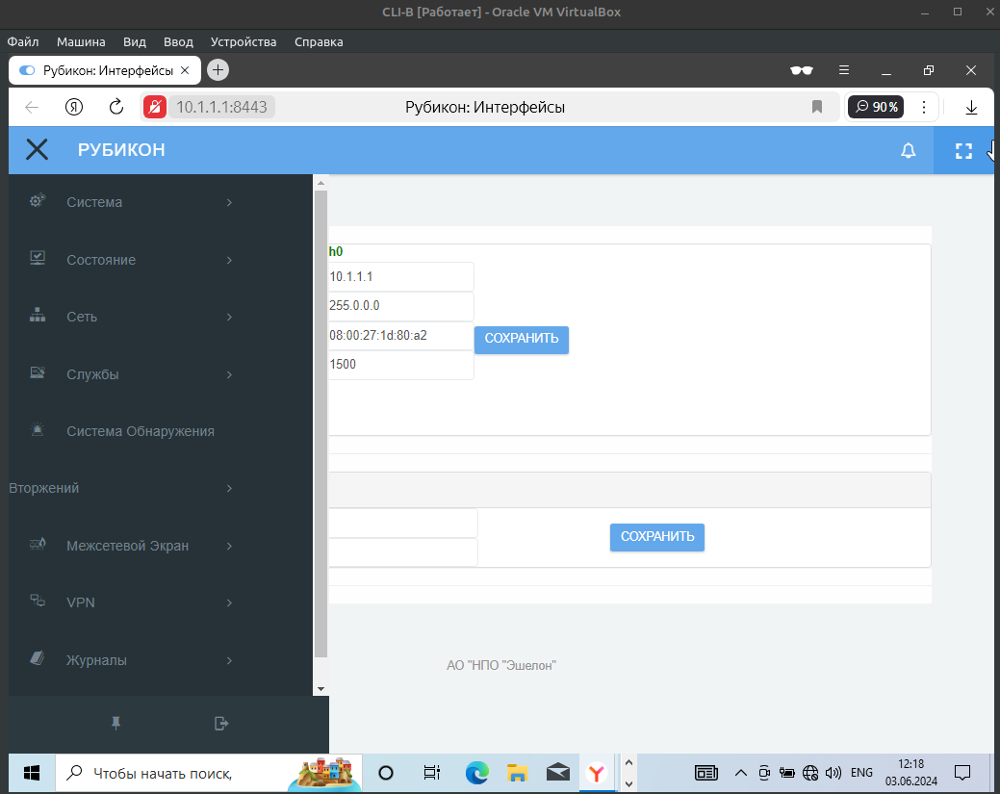 CLI-B [Работает] - Oracle VM VirtualBox
Файл Машина Вид Ввод Устройства Справка
Рубикон: Интерфейсы
10.1.1.1:8443 Рубикон: Интерфейсы 90%
РУБИКОН
Система
Состояние
Сеть
Службы
Система Обнаружения
Вторжений
Межсетевой Экран
VPN
Журналы
h0
10.1.1.1
255.0.0.0
08:00:27:1d:80:a2
СОХРАНИТЬ
1500
СОХРАНИТЬ
АО "НПО "Эшелон"
Чтобы начать поиск,
ENG
12:18
03.06.2024